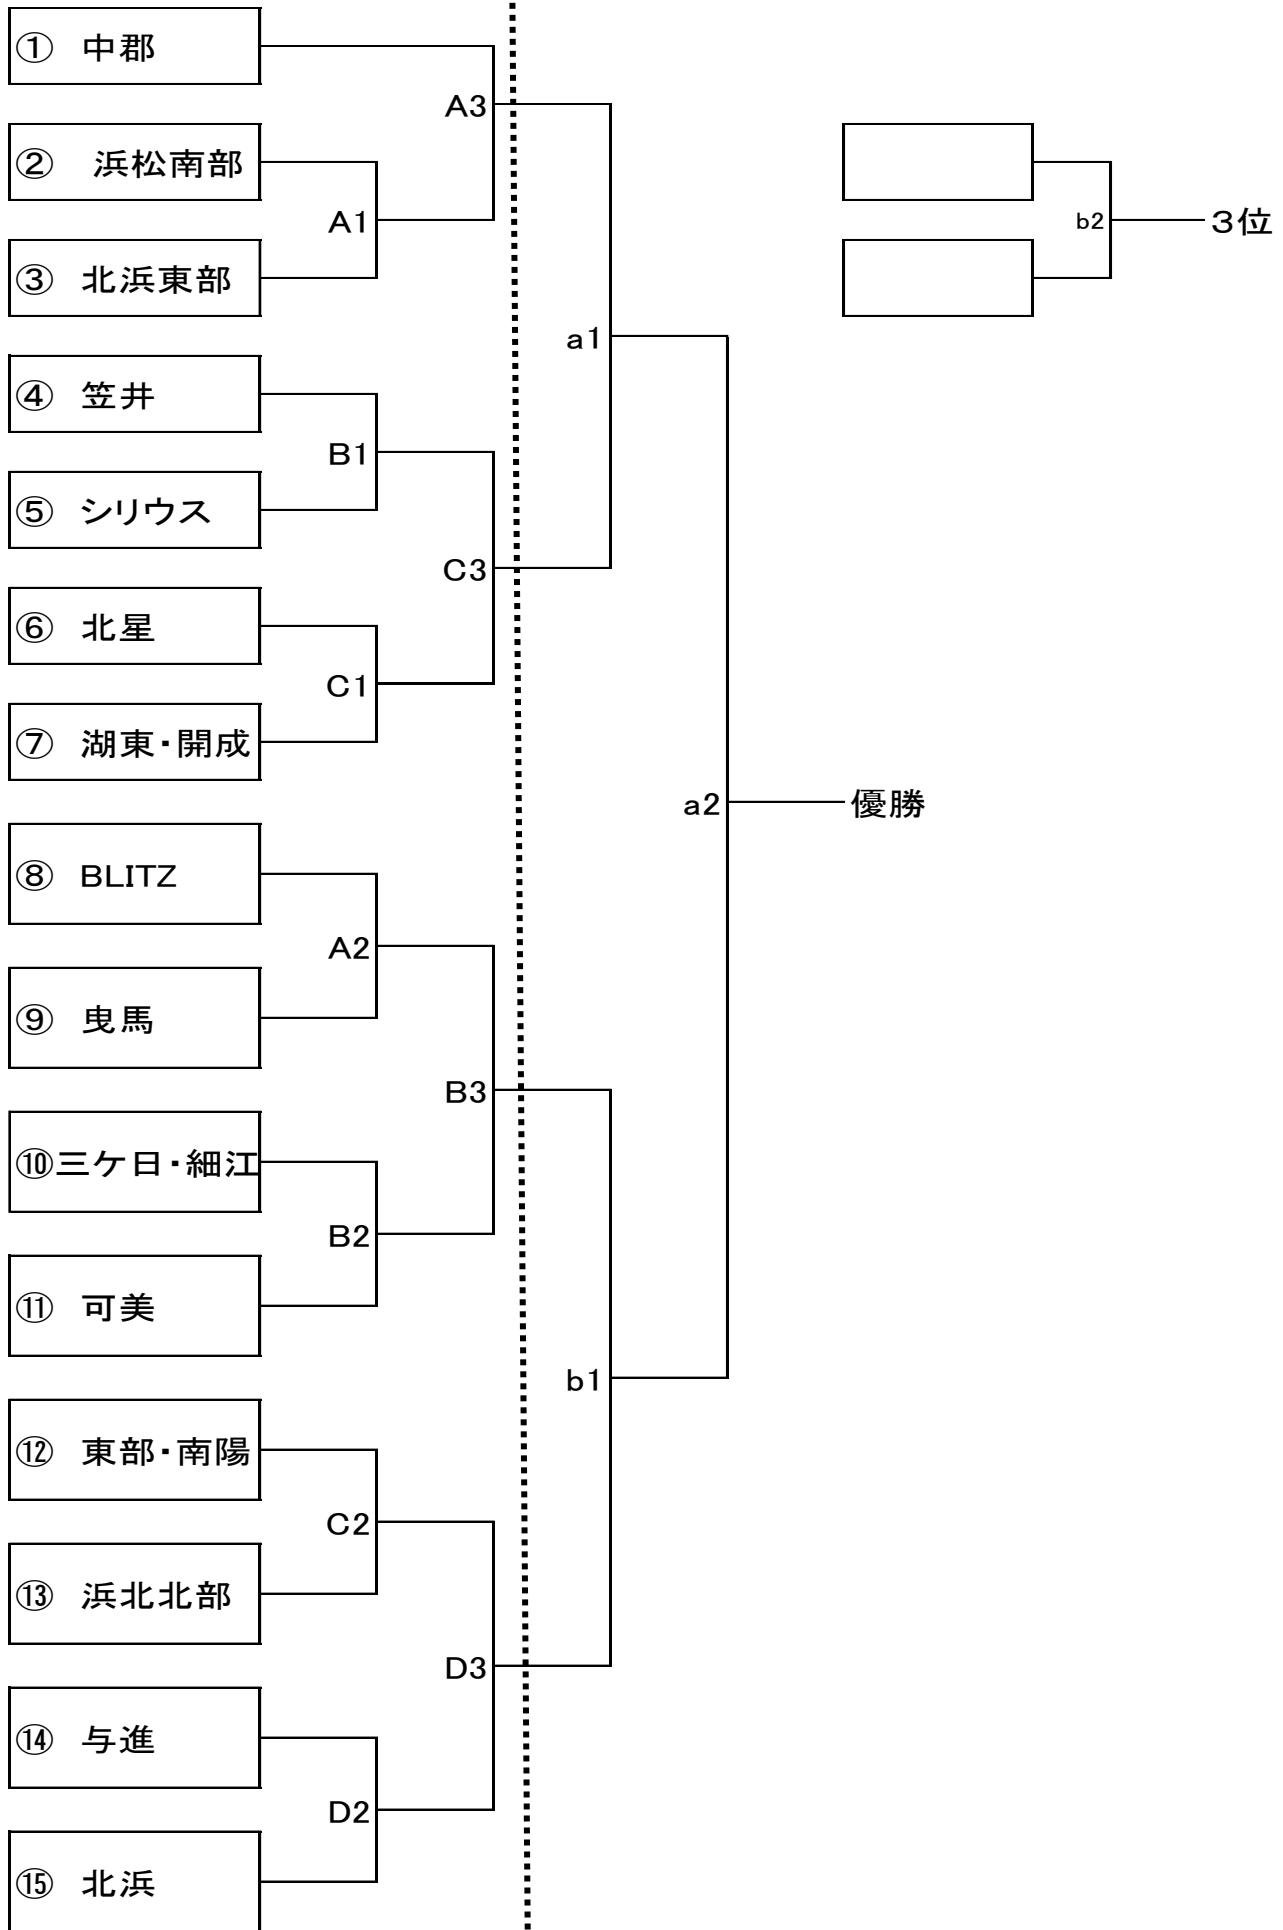 ① 中郡
A3
② 浜松南部
A1
b2
３位
③ 北浜東部
a1
④ 笠井
B1
⑤ シリウス
C3
⑥ 北星
C1
⑦ 湖東・開成
a2
優勝
⑧ BLITZ
A2
⑨ 曳馬
B3
⑩三ケ日・細江
B2
⑪ 可美
b1
⑫ 東部・南陽
C2
⑬ 浜北北部
D3
⑭ 与進
D2
⑮ 北浜